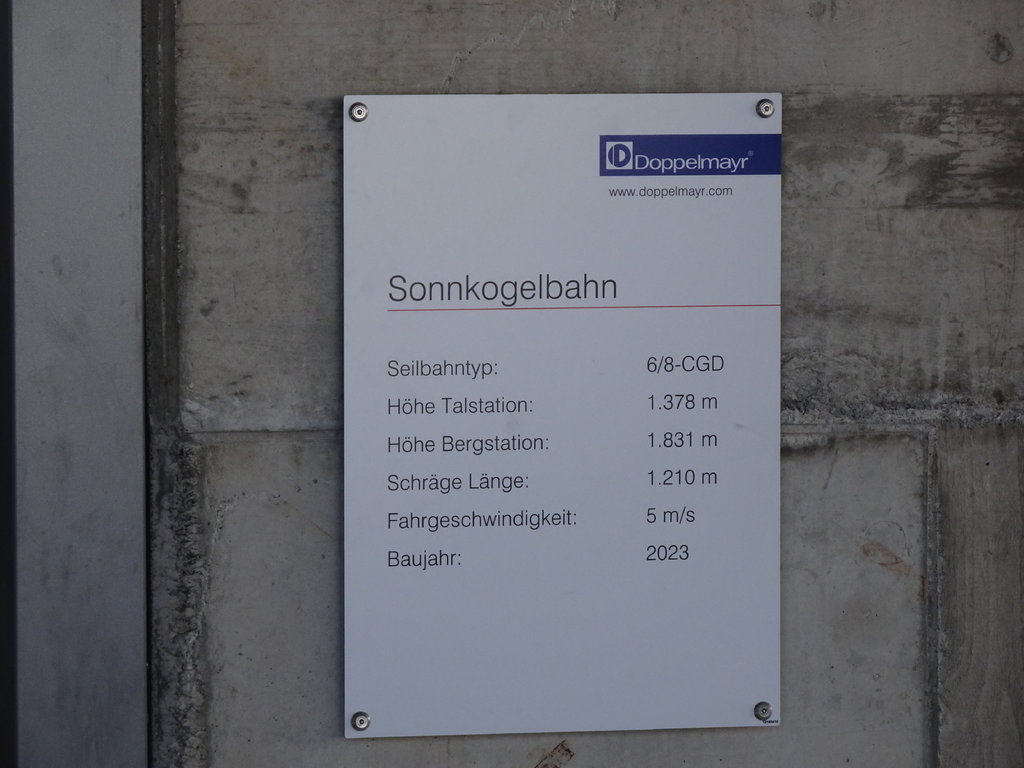 Doppelmayr®
www.doppelmayr.com
Sonnkogelbahn
Seilbahntyp: 6/8-CGD
Höhe Talstation: 1.378 m
Höhe Bergstation: 1.831 m
Schräge Länge: 1.210 m
Fahrgeschwindigkeit: 5 m/s
Baujahr: 2023